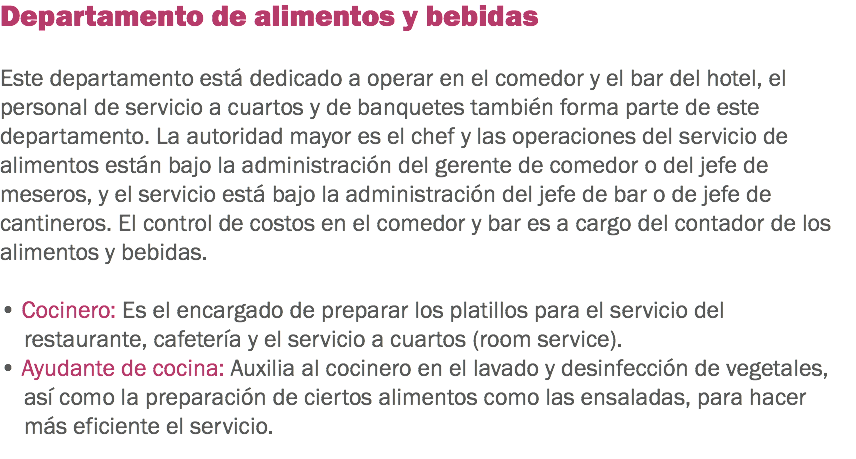 Departamento de alimentos y bebidas
Este departamento está dedicado a operar en el comedor y el bar del hotel, el
personal de servicio a cuartos y de banquetes también forma parte de este
departamento. La autoridad mayor es el chef y las operaciones del servicio de
alimentos están bajo la administración del gerente de comedor o del jefe de
meseros, y el servicio está bajo la administración del jefe de bar o de jefe de
cantineros. El control de costos en el comedor y bar es a cargo del contador de los
alimentos y bebidas.
• Cocinero: Es el encargado de preparar los platillos para el servicio del
restaurante, cafetería y el servicio a cuartos (room service).
• Ayudante de cocina: Auxilia al cocinero en el lavado y desinfección de vegetales,
así como la preparación de ciertos alimentos como las ensaladas, para hacer
más eficiente el servicio.